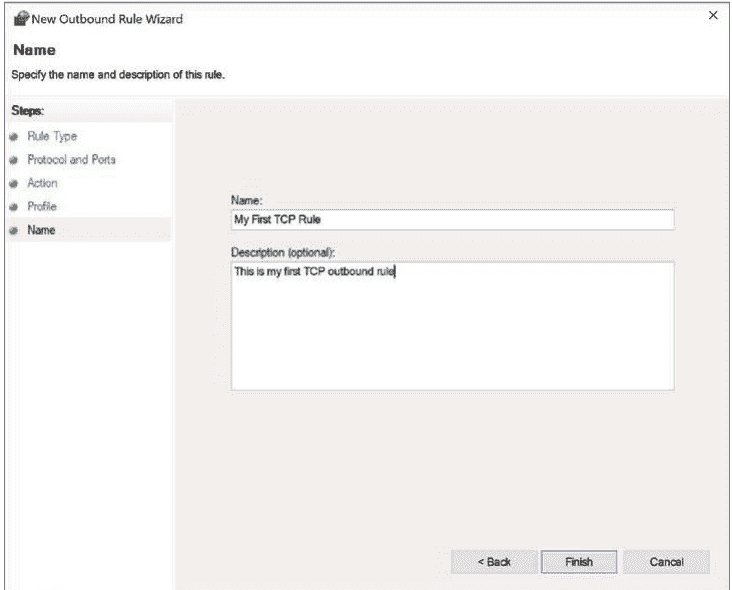 New Outbound Rule Wizard
Name
Specify the name and description of this rule.
Steps:
Rule Type
Protocol and Ports
Action
Profile
Name
Name:
My First TCP Rule
Description (optional):
This is my first TCP outbound rule
< Back
Finish
Cancel